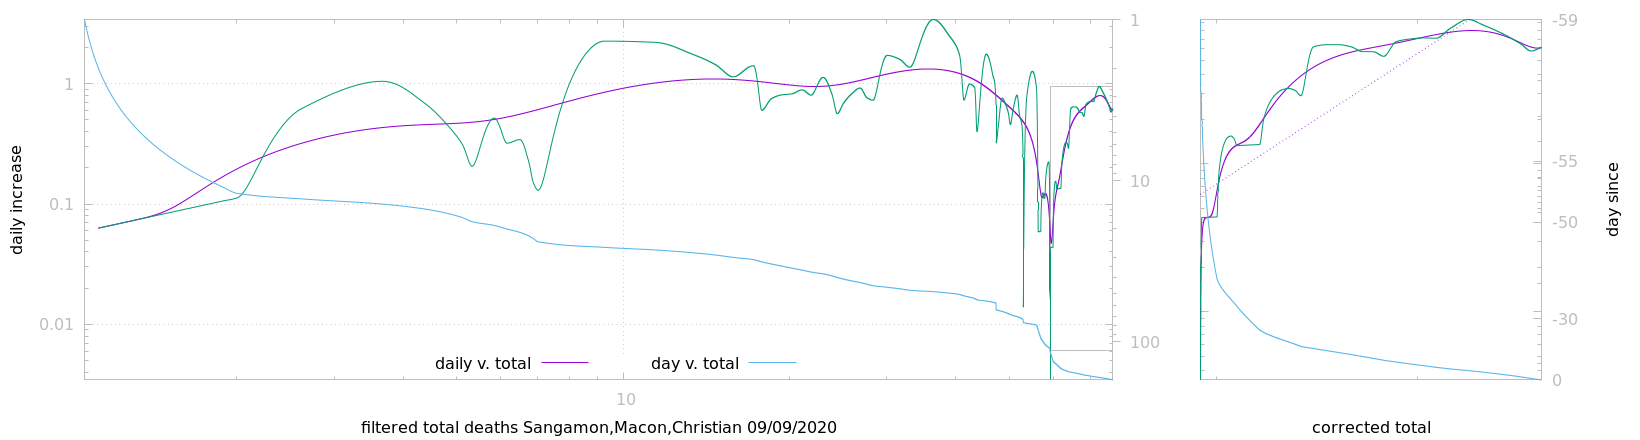 1
-59
1
daily increase
-55
day since
10
0.1
-50
0.01
-30
100
daily v. total
day v. total
0
10
filtered total deaths Sangamon,Macon,Christian 09/09/2020
corrected total